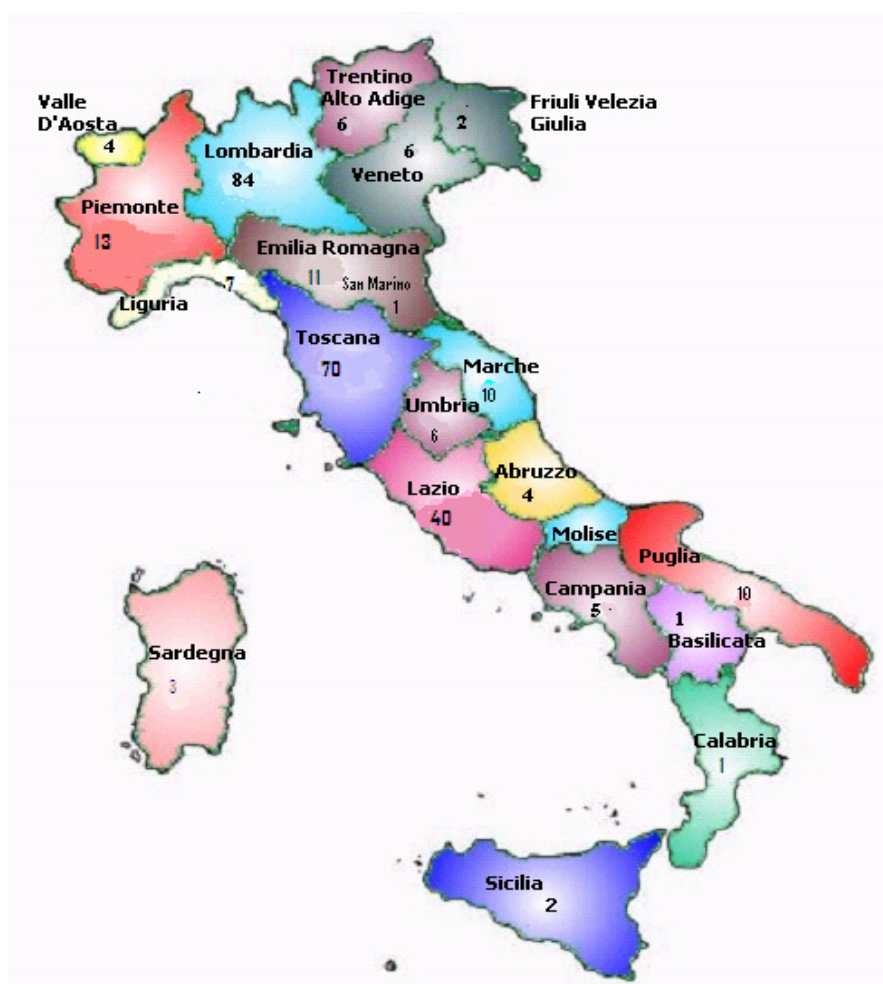 Trentino
Alto Adige
6
Valle
D'Aosta
4
Friuli Velezia
Giulia
2
Lombardia
84
6
Veneto
Piemonte
13
Emilia Romagna
11
San Marino
1
7
Liguria
Toscana
70
Marche
10
Umbria
6
Abruzzo
4
Lazio
40
Molise
Puglia
10
Campania
5
1
Basilicata
Sardegna
3
Calabria
1
Sicilia
2